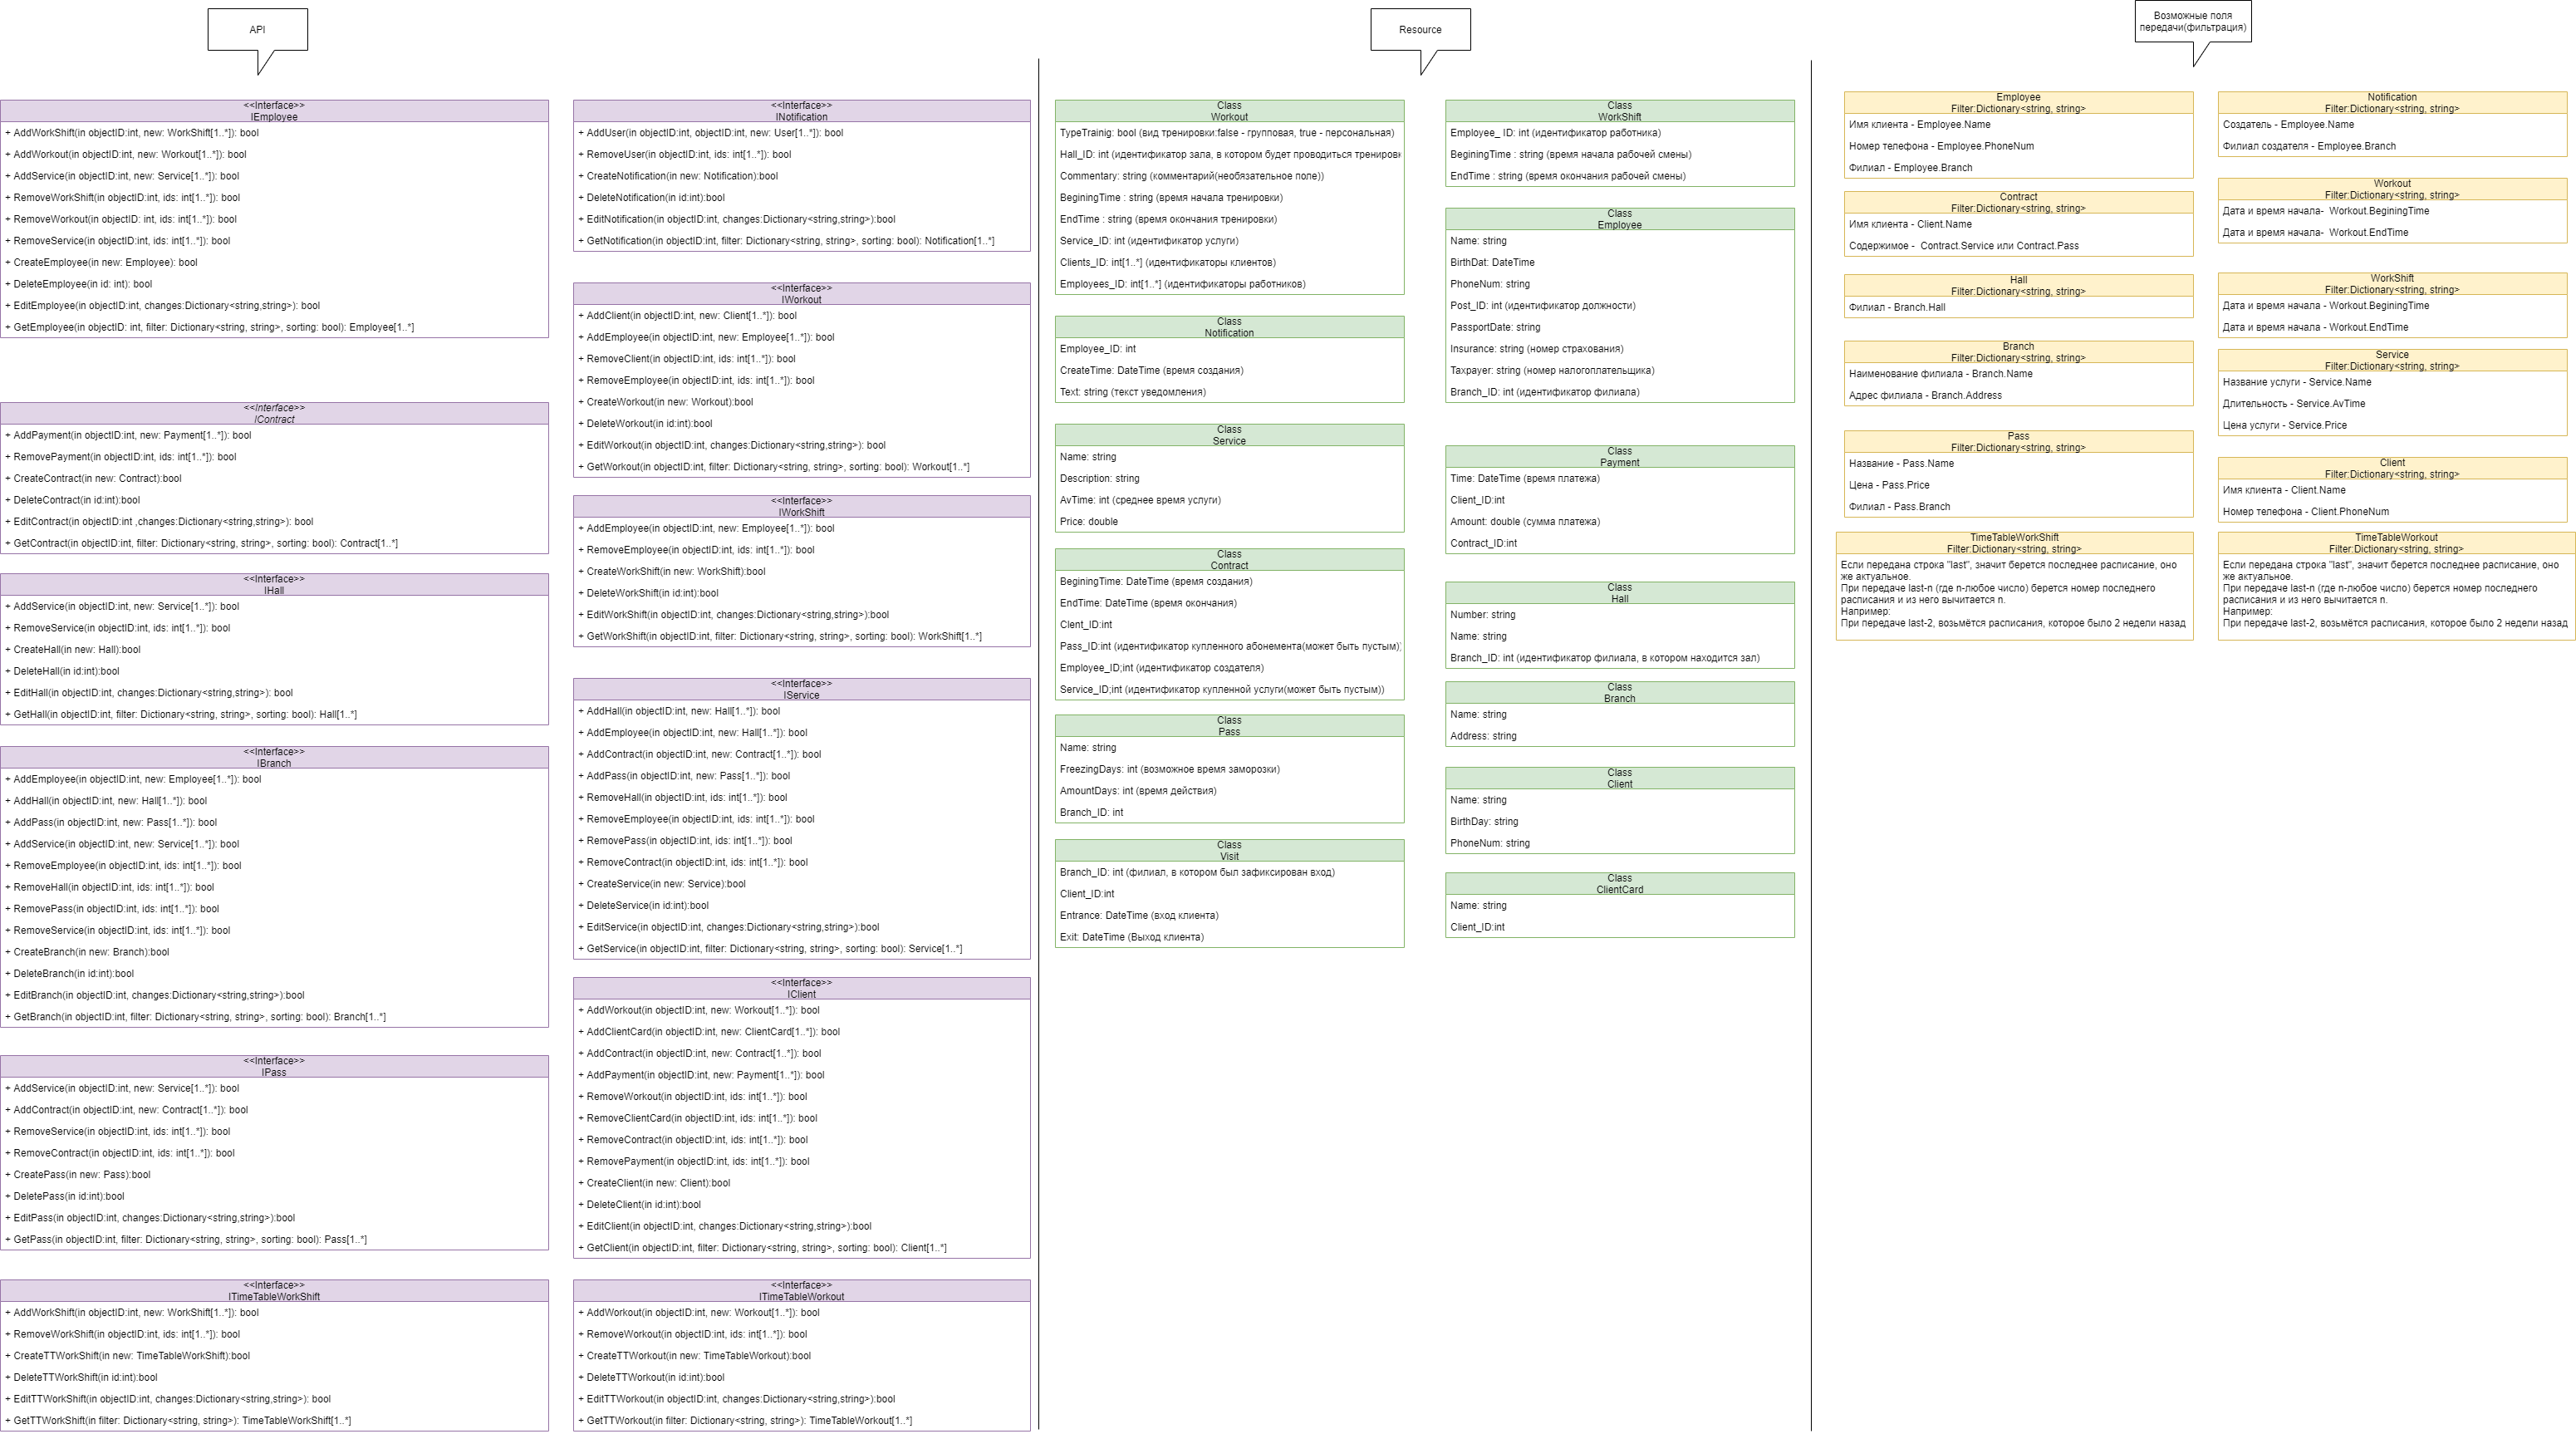 API
<<Interface>>
IEmployee
+ AddWorkShift(in objectID:int, new: WorkShift[1..*]): bool
+ AddWorkout(in objectID:int, new: Workout[1..*]): bool
+ AddService(in objectID:int, new: Service[1..*]): bool
+ RemoveWorkShift(in objectID:int, ids: int[1..*]): bool
+ RemoveWorkout(in objectID: int, ids: int[1..*]): bool
+ RemoveService(in objectID:int, ids: int[1..*]): bool
+ CreateEmployee(in new: Employee): bool
+ DeleteEmployee(in id: int): bool
+ EditEmployee(in objectID:int, changes:Dictionary<string,string>): bool
+ GetEmployee(in objectID: int, filter: Dictionary<string, string>, sorting: bool): Employee[1..*]
<<Interface>>
IContract
+ AddPayment(in objectID:int, new: Payment[1..*]): bool
+ RemovePayment(in objectID:int, ids: int[1..*]): bool
+ CreateContract(in new: Contract):bool
+ DeleteContract(in id:int):bool
+ EditContract(in objectID:int ,changes:Dictionary<string,string>): bool
+ GetContract(in objectID:int, filter: Dictionary<string, string>, sorting: bool): Contract[1..*]
<<Interface>>
IHall
+ AddService(in objectID:int, new: Service[1..*]): bool
+ RemoveService(in objectID:int, ids: int[1..*]): bool
+ CreateHall(in new: Hall):bool
+ DeleteHall(in id:int):bool
+ EditHall(in objectID:int, changes:Dictionary<string,string>): bool
+ GetHall(in objectID:int, filter: Dictionary<string, string>, sorting: bool): Hall[1..*]
<<Interface>>
IBranch
+ AddEmployee(in objectID:int, new: Employee[1..*]): bool
+ AddHall(in objectID:int, new: Hall[1..*]): bool
+ AddPass(in objectID:int, new: Pass[1..*]): bool
+ AddService(in objectID:int, new: Service[1..*]): bool
+ RemoveEmployee(in objectID:int, ids: int[1..*]): bool
+ RemoveHall(in objectID:int, ids: int[1..*]): bool
+ RemovePass(in objectID:int, ids: int[1..*]): bool
+ RemoveService(in objectID:int, ids: int[1..*]): bool
+ CreateBranch(in new: Branch):bool
+ DeleteBranch(in id:int):bool
+ EditBranch(in objectID:int, changes:Dictionary<string,string>):bool
+ GetBranch(in objectID:int, filter: Dictionary<string, string>, sorting: bool): Branch[1..*]
<<Interface>>
IPass
+ AddService(in objectID:int, new: Service[1..*]): bool
+ AddContract(in objectID:int, new: Contract[1..*]): bool
+ RemoveService(in objectID:int, ids: int[1..*]): bool
+ RemoveContract(in objectID:int, ids: int[1..*]): bool
+ CreatePass(in new: Pass):bool
+ DeletePass(in id:int):bool
+ EditPass(in objectID:int, changes:Dictionary<string,string>):bool
+ GetPass(in objectID:int, filter: Dictionary<string, string>, sorting: bool): Pass[1..*]
<<Interface>>
ITimeTableWorkShift
+ AddWorkShift(in objectID:int, new: WorkShift[1..*]): bool
+ RemoveWorkShift(in objectID:int, ids: int[1..*]): bool
+ CreateTTWorkShift(in new: TimeTableWorkShift):bool
+ DeleteTTWorkShift(in id:int):bool
+ EditTTWorkShift(in objectID:int, changes:Dictionary<string,string>): bool
+ GetTTWorkShift(in filter: Dictionary<string, string>): TimeTableWorkShift[1..*]
<<Interface>>
INotification
+ AddUser(in objectID:int, objectID:int, new: User[1..*]): bool
+ RemoveUser(in objectID:int, ids: int[1..*]): bool
+ CreateNotification(in new: Notification):bool
+ DeleteNotification(in id:int):bool
+ EditNotification(in objectID:int, changes:Dictionary<string,string>):bool
+ GetNotification(in objectID:int, filter: Dictionary<string, string>, sorting: bool): Notification[1..*]
<<Interface>>
IWorkout
+ AddClient(in objectID:int, new: Client[1..*]): bool
+ AddEmployee(in objectID:int, new: Employee[1..*]): bool
+ RemoveClient(in objectID:int, ids: int[1..*]): bool
+ RemoveEmployee(in objectID:int, ids: int[1..*]): bool
+ CreateWorkout(in new: Workout):bool
+ DeleteWorkout(in id:int):bool
+ EditWorkout(in objectID:int, changes:Dictionary<string,string>): bool
+ GetWorkout(in objectID:int, filter: Dictionary<string, string>, sorting: bool): Workout[1..*]
<<Interface>>
IWorkShift
+ AddEmployee(in objectID:int, new: Employee[1..*]): bool
+ RemoveEmployee(in objectID:int, ids: int[1..*]): bool
+ CreateWorkShift(in new: WorkShift):bool
+ DeleteWorkShift(in id:int):bool
+ EditWorkShift(in objectID:int, changes:Dictionary<string,string>):bool
+ GetWorkShift(in objectID:int, filter: Dictionary<string, string>, sorting: bool): WorkShift[1..*]
<<Interface>>
IService
+ AddHall(in objectID:int, new: Hall[1..*]): bool
+ AddEmployee(in objectID:int, new: Hall[1..*]): bool
+ AddContract(in objectID:int, new: Contract[1..*]): bool
+ AddPass(in objectID:int, new: Pass[1..*]): bool
+ RemoveHall(in objectID:int, ids: int[1..*]): bool
+ RemoveEmployee(in objectID:int, ids: int[1..*]): bool
+ RemovePass(in objectID:int, ids: int[1..*]): bool
+ RemoveContract(in objectID:int, ids: int[1..*]): bool
+ CreateService(in new: Service):bool
+ DeleteService(in id:int):bool
+ EditService(in objectID:int, changes:Dictionary<string,string>):bool
+ GetService(in objectID:int, filter: Dictionary<string, string>, sorting: bool): Service[1..*]
<<Interface>>
IClient
+ AddWorkout(in objectID:int, new: Workout[1..*]): bool
+ AddClientCard(in objectID:int, new: ClientCard[1..*]): bool
+ AddContract(in objectID:int, new: Contract[1..*]): bool
+ AddPayment(in objectID:int, new: Payment[1..*]): bool
+ RemoveWorkout(in objectID:int, ids: int[1..*]): bool
+ RemoveClientCard(in objectID:int, ids: int[1..*]): bool
+ RemoveContract(in objectID:int, ids: int[1..*]): bool
+ RemovePayment(in objectID:int, ids: int[1..*]): bool
+ CreateClient(in new: Client):bool
+ DeleteClient(in id:int):bool
+ EditClient(in objectID:int, changes:Dictionary<string,string>):bool
+ GetClient(in objectID:int, filter: Dictionary<string, string>, sorting: bool): Client[1..*]
<<Interface>>
ITimeTableWorkout
+ AddWorkout(in objectID:int, new: Workout[1..*]): bool
+ RemoveWorkout(in objectID:int, ids: int[1..*]): bool
+ CreateTTWorkout(in new: TimeTableWorkout):bool
+ DeleteTTWorkout(in id:int):bool
+ EditTTWorkout(in objectID:int, changes:Dictionary<string,string>):bool
+ GetTTWorkout(in filter: Dictionary<string, string>): TimeTableWorkout[1..*]
Resource
Class
Workout
TypeTrainig: bool (вид тренировки:false - групповая, true - персональная)
Hall_ID: int (идентификатор зала, в котором будет проводиться трениров
Commentary: string (комментарий(необязательное поле))
BeginingTime : string (время начала тренировки)
EndTime : string (время окончания тренировки)
Service_ID: int (идентификатор услуги)
Clients_ID: int[1..*] (идентификаторы клиентов)
Employees_ID: int[1..*] (идентификаторы работников)
Class
Notification
Employee_ID: int
CreateTime: DateTime (время создания)
Text: string (текст уведомления)
Class
Service
Name: string
Description: string
AvTime: int (среднее время услуги)
Price: double
Class
Contract
BeginingTime: DateTime (время создания)
EndTime: DateTime (время окончания)
Clent_ID:int
Pass_ID:int (идентификатор купленного абонемента(может быть пустым))
Employee_ID;int (идентификатор создателя)
Service_ID;int (идентификатор купленной услуги(может быть пустым))
Class
Pass
Name: string
FreezingDays: int (возможное время заморозки)
AmountDays: int (время действия)
Branch_ID: int
Class
Visit
Branch_ID: int (филиал, в котором был зафиксирован вход)
Client_ID:int
Entrance: DateTime (вход клиента)
Exit: DateTime (Выход клиента)
Class
WorkShift
Employee_ ID: int (идентификатор работника)
BeginingTime : string (время начала рабочей смены)
EndTime : string (время окончания рабочей смены)
Class
Employee
Name: string
BirthDat: DateTime
PhoneNum: string
Post_ID: int (идентификатор должности)
PassportDate: string
Insurance: string (номер страхования)
Taxpayer: string (номер налогоплательщика)
Branch_ID: int (идентификатор филиала)
Class
Payment
Time: DateTime (время платежа)
Client_ID:int
Amount: double (сумма платежа)
Contract_ID:int
Class
Hall
Number: string
Name: string
Branch_ID: int (идентификатор филиала, в котором находится зал)
Class
Branch
Name: string
Address: string
Class
Client
Name: string
BirthDay: string
PhoneNum: string
Class
ClientCard
Name: string
Client_ID:int
Возможные поля
передачи(фильтрация)
Employee
Filter:Dictionary<string, string>
Имя клиента - Employee.Name
Номер телефона - Employee.PhoneNum
Филиал - Employee.Branch
Contract
Filter:Dictionary<string, string>
Имя клиента - Client.Name
Содержимое -  Contract.Service или Contract.Pass
Hall
Filter:Dictionary<string, string>
Филиал - Branch.Hall
Branch
Filter:Dictionary<string, string>
Наименование филиала - Branch.Name
Адрес филиала - Branch.Address
Pass
Filter:Dictionary<string, string>
Название - Pass.Name
Цена - Pass.Price
Филиал - Pass.Branch
TimeTableWorkShift
Filter:Dictionary<string, string>
Если передана строка "last", значит берется последнее расписание, оно
же актуальное.
При передаче last-n (где n-любое число) берется номер последнего
расписания и из него вычитается n.
Например:
При передаче last-2, возьмётся расписания, которое было 2 недели назад
Notification
Filter:Dictionary<string, string>
Создатель - Employee.Name
Филиал создателя - Employee.Branch
Workout
Filter:Dictionary<string, string>
Дата и время начала-  Workout.BeginingTime
Дата и время начала-  Workout.EndTime
WorkShift
Filter:Dictionary<string, string>
Дата и время начала - Workout.BeginingTime
Дата и время начала - Workout.EndTime
Service
Filter:Dictionary<string, string>
Название услуги - Service.Name
Длительность - Service.AvTime
Цена услуги - Service.Price
Client
Filter:Dictionary<string, string>
Имя клиента - Client.Name
Номер телефона - Client.PhoneNum
TimeTableWorkout
Filter:Dictionary<string, string>
Если передана строка "last", значит берется последнее расписание, оно
же актуальное.
При передаче last-n (где n-любое число) берется номер последнего
расписания и из него вычитается n.
Например:
При передаче last-2, возьмётся расписания, которое было 2 недели назад